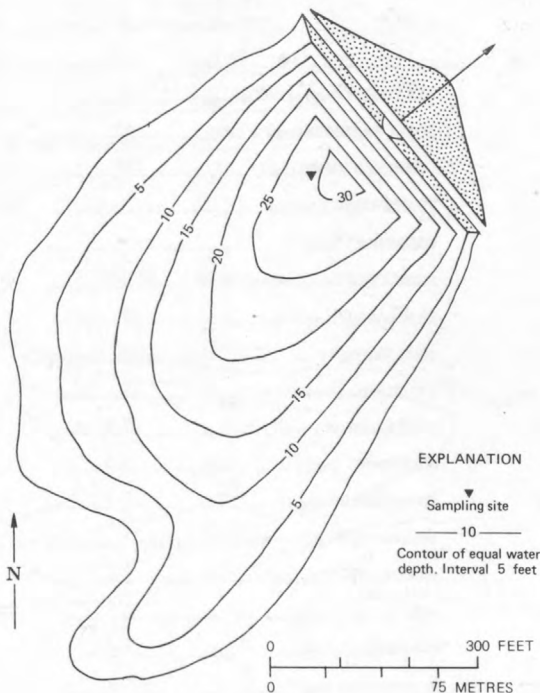 30
25
20
15
10
5
15
10
5
N
EXPLANATION
Sampling site
10
Contour of equal water
depth. Interval 5 feet
0 300 FEET
0 75 METRES